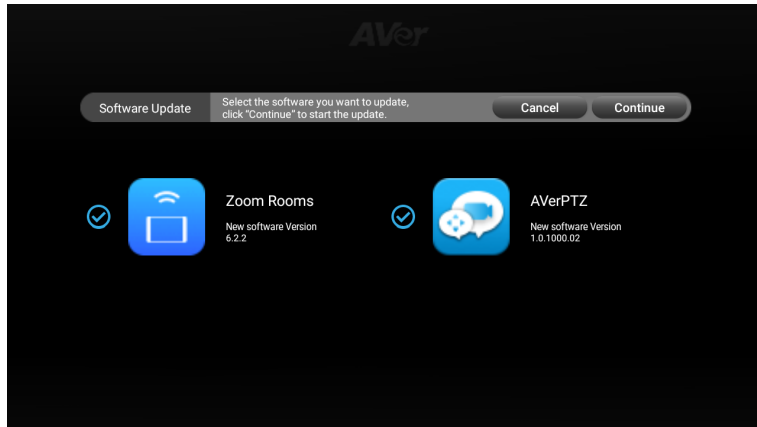 AVer
Software Update
Select the software you want to update,
click “Continue” to start the update.
Cancel
Continue
Zoom Rooms
New software Version
6.2.2
AVerPTZ
New software Version
1.0.1000.02